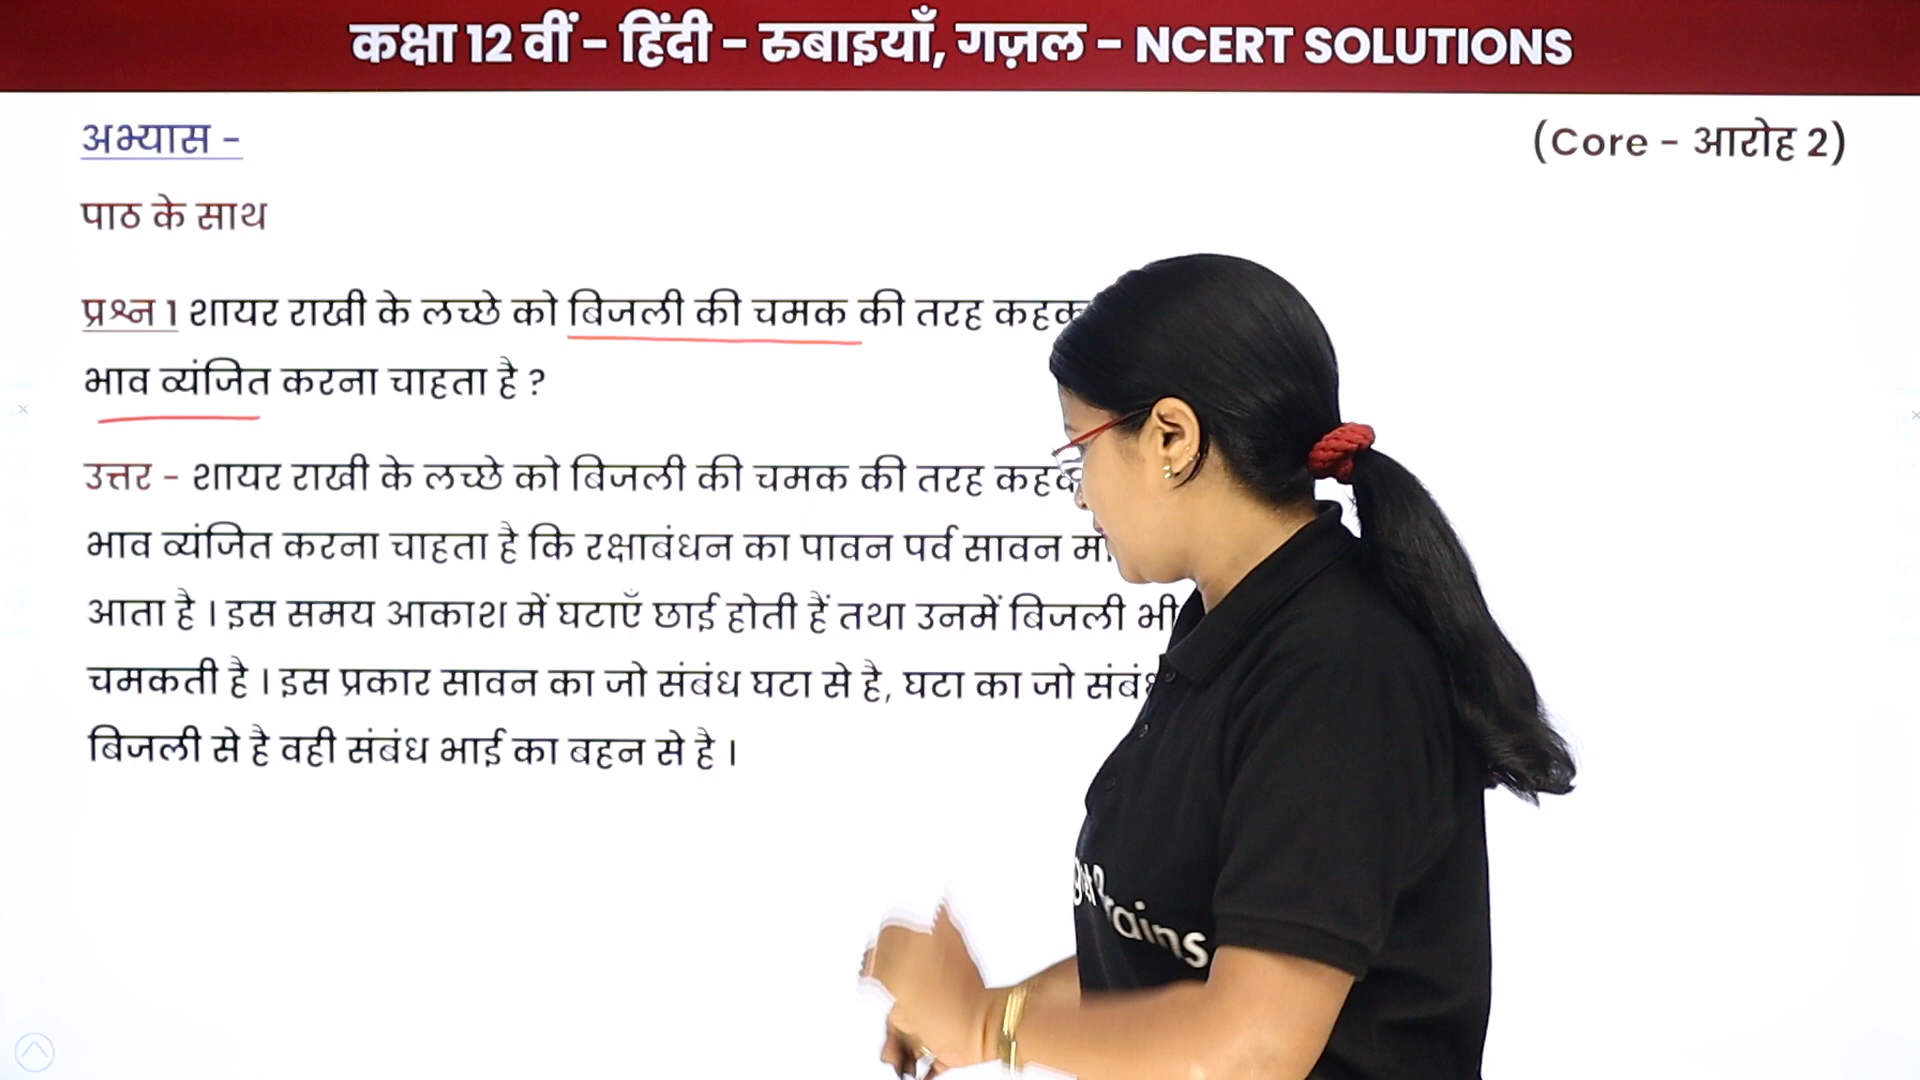 कक्षा 12 वीं - हिंदी - रुबाइयाँ, गज़ल - NCERT SOLUTIONS
अभ्यास -
(Core - आरोह 2)
पाठ के साथ
प्रश्न 1 शायर राखी के लच्छे को बिजली की चमक की तरह
भाव व्यंजित करना चाहता है ?
उत्तर - शायर राखी के लच्छे को बिजली की चमक की तरह
भाव व्यंजित करना चाहता है कि रक्षाबंधन का पावन पर्व सावन
आता है । इस समय आकाश में घटाएँ छाई होती हैं तथा उनमें बिजली भी
चमकती है । इस प्रकार सावन का जो संबंध घटा से है, घटा का जो
बिजली से है वही संबंध भाई का बहन से है ।